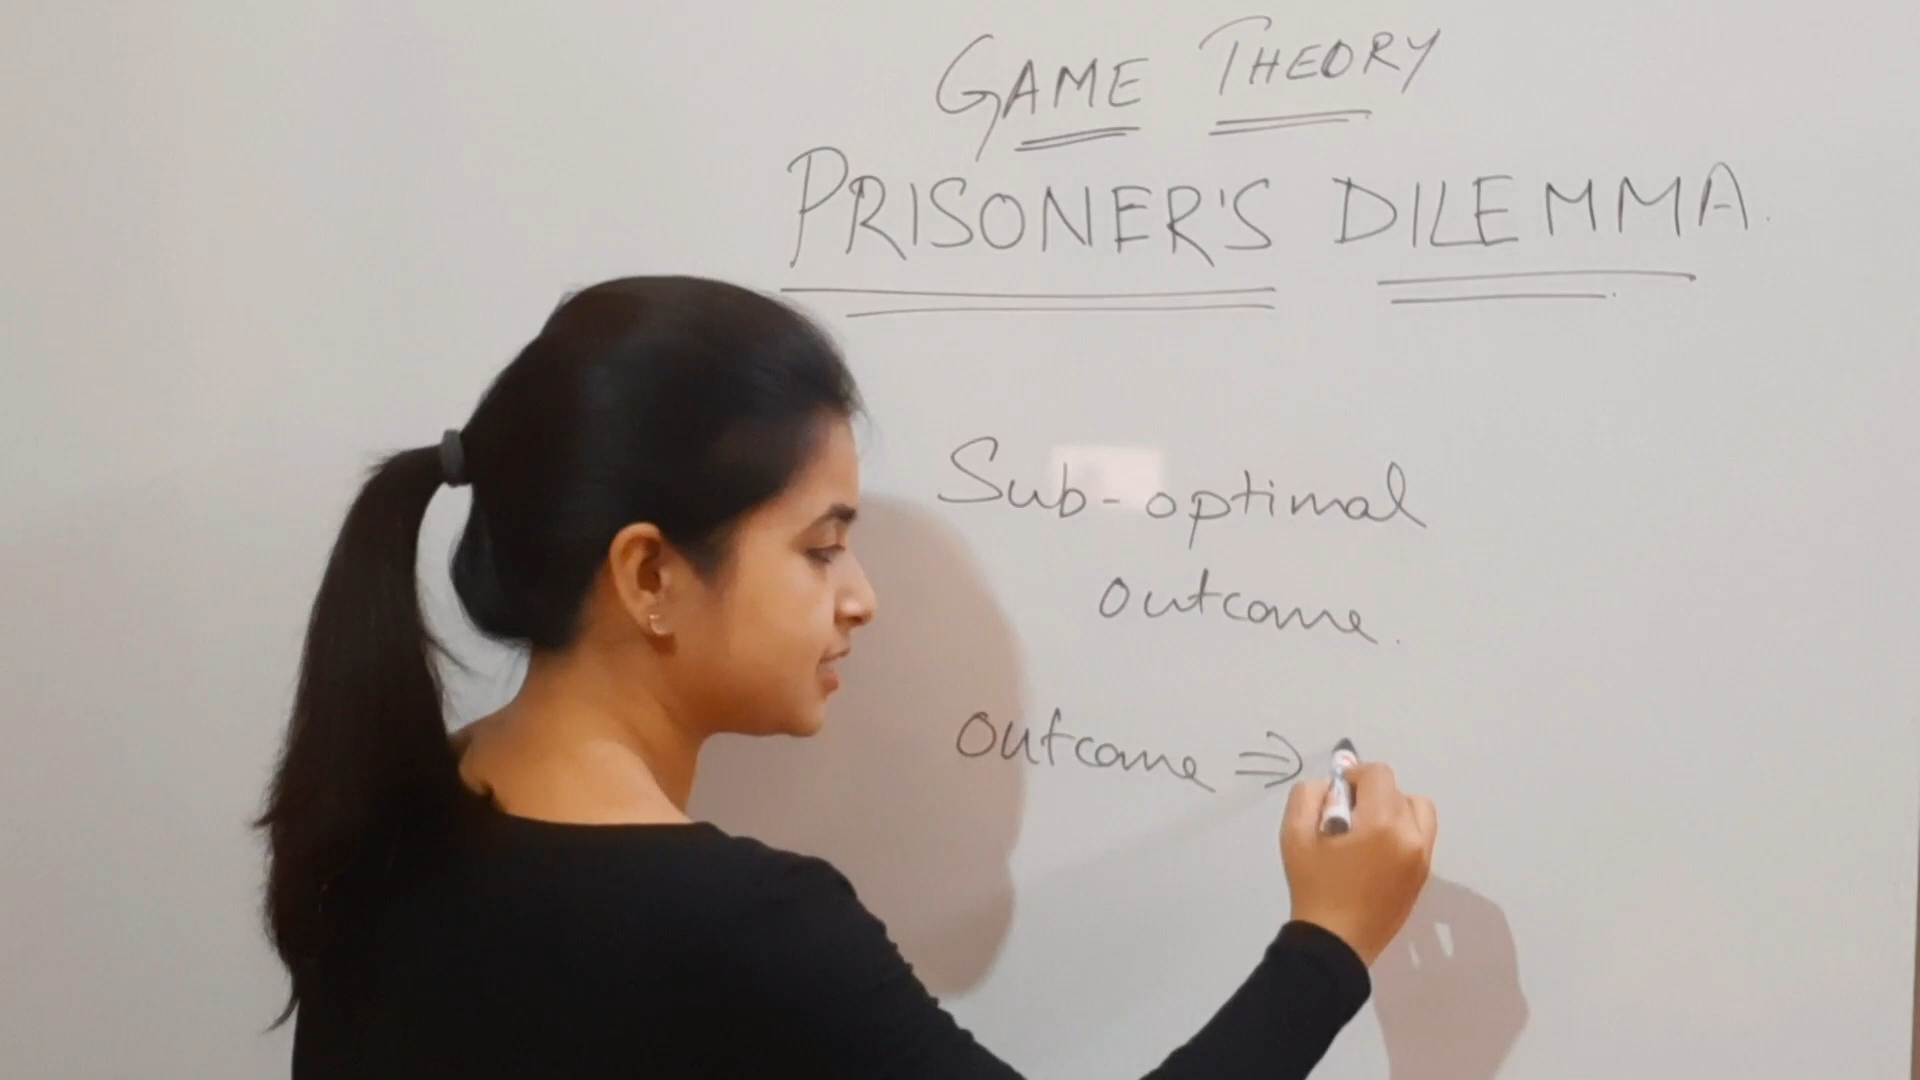 GAME THEORY
PRISONER'S DILEMMA.
Sub-optimal
outcome.
outcome ⇒